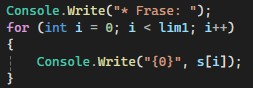 Console.Write("* Frase: ");
for (int i = 0; i < lim1; i++)
{
Console.Write("{0}", s[i]);
}